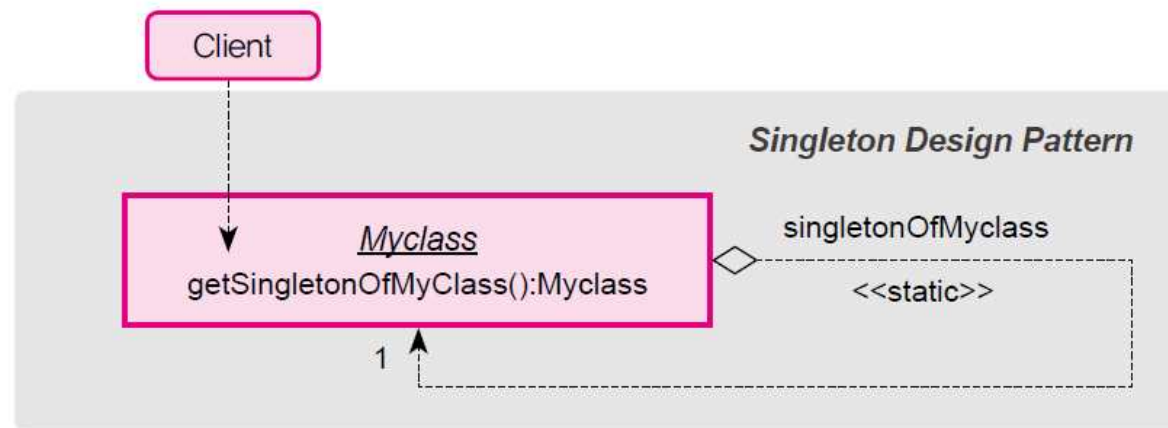 Client
Singleton Design Pattern
Myclass
getSingletonOfMyClass():Myclass
singletonOfMyclass
<<static>>
1